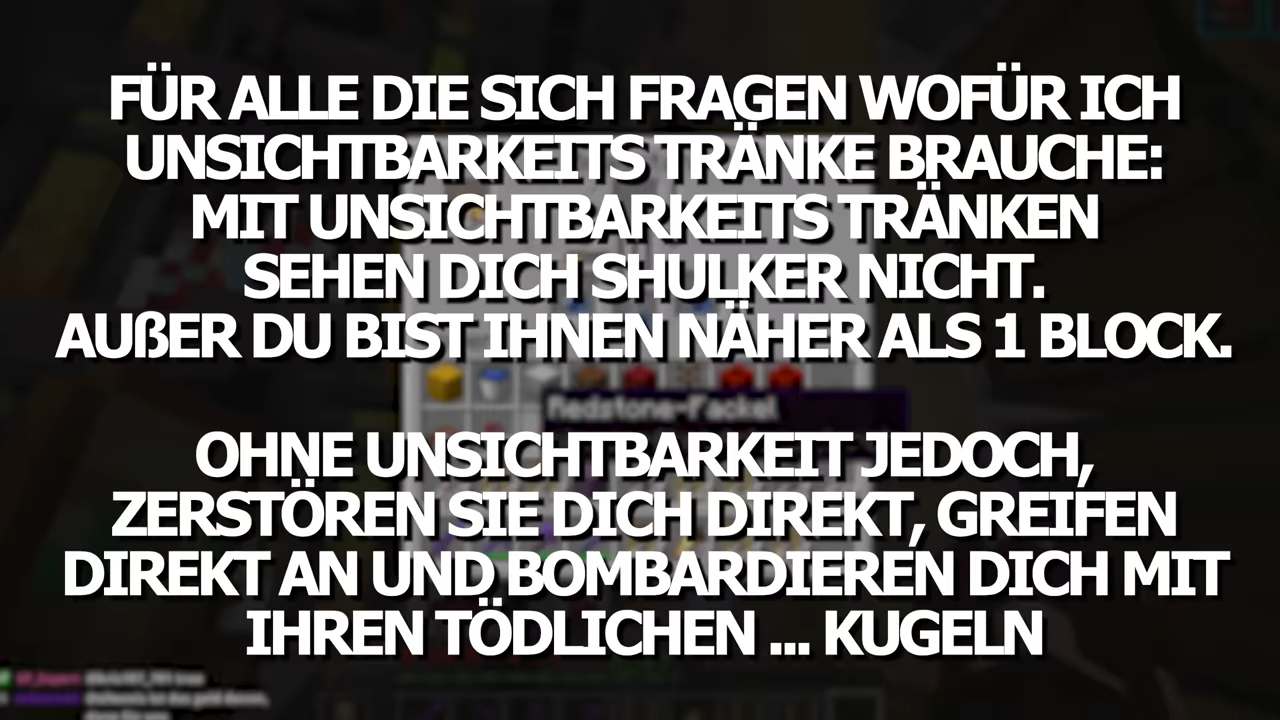 FÜR ALLE DIE SICH FRAGEN WOFÜR ICH
UNSICHTBARKEITS TRÄNKE BRAUCHE:
MIT UNSICHTBARKEITS TRÄNKEN
SEHEN DICH SHULKER NICHT.
AUßER DU BIST IHNEN NÄHER ALS 1 BLOCK.
Redstone-Fackel
OHNE UNSICHTBARKEIT JEDOCH,
ZERSTÖREN SIE DICH DIREKT, GREIFEN
DIREKT AN UND BOMBARDIEREN DICH MIT
IHREN TÖDLICHEN ... KUGELN